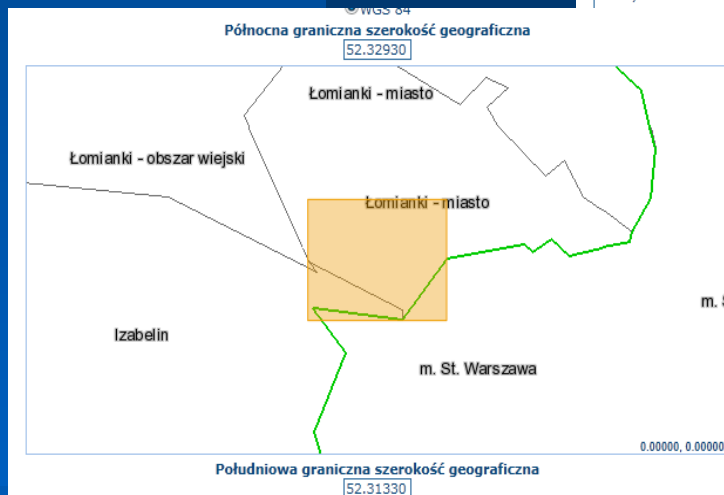 WGS 84
Północna graniczna szerokość geograficzna
52.32930
Łomianki - miasto
Łomianki - obszar wiejski
Łomianki - miasto
m. S
Izabelin
m. St. Warszawa
0.00000, 0.00000
Południowa graniczna szerokość geograficzna
52.31330